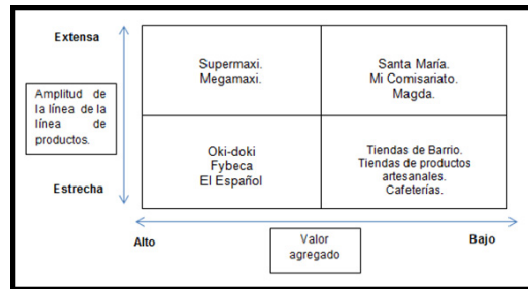 Extensa
Amplitud de
la línea de la
línea de
productos.
Estrecha
Supermaxi.
Megamaxi.
Santa María.
Mi Comisariato.
Magda.
Oki-doki
Fybeca
El Español
Tiendas de Barrio.
Tiendas de productos
artesanales.
Cafeterías.
Alto
Valor
agregado
Bajo